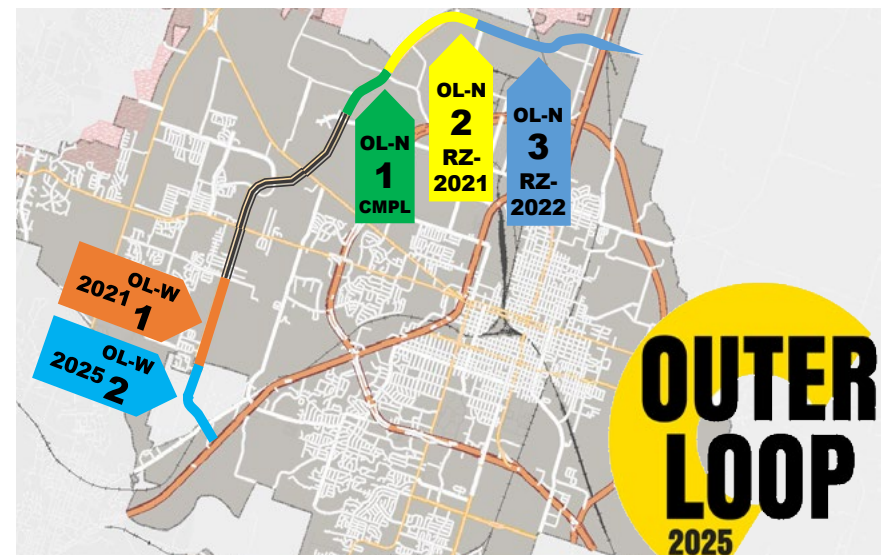 OL-N
1
CMPL
OL-N
2
RZ-
2021
OL-N
3
RZ-
2022
OL-W
2021 1
OL-W
2025 2
OUTER
LOOP
2025